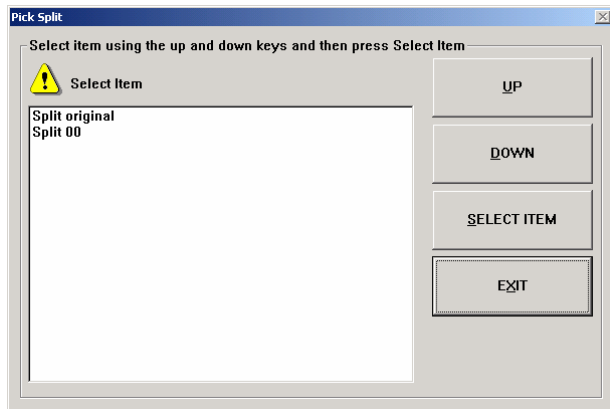 Pick Split
Select item using the up and down keys and then press Select Item
Select Item
Split original
Split 00
UP
DOWN
SELECT ITEM
EXIT